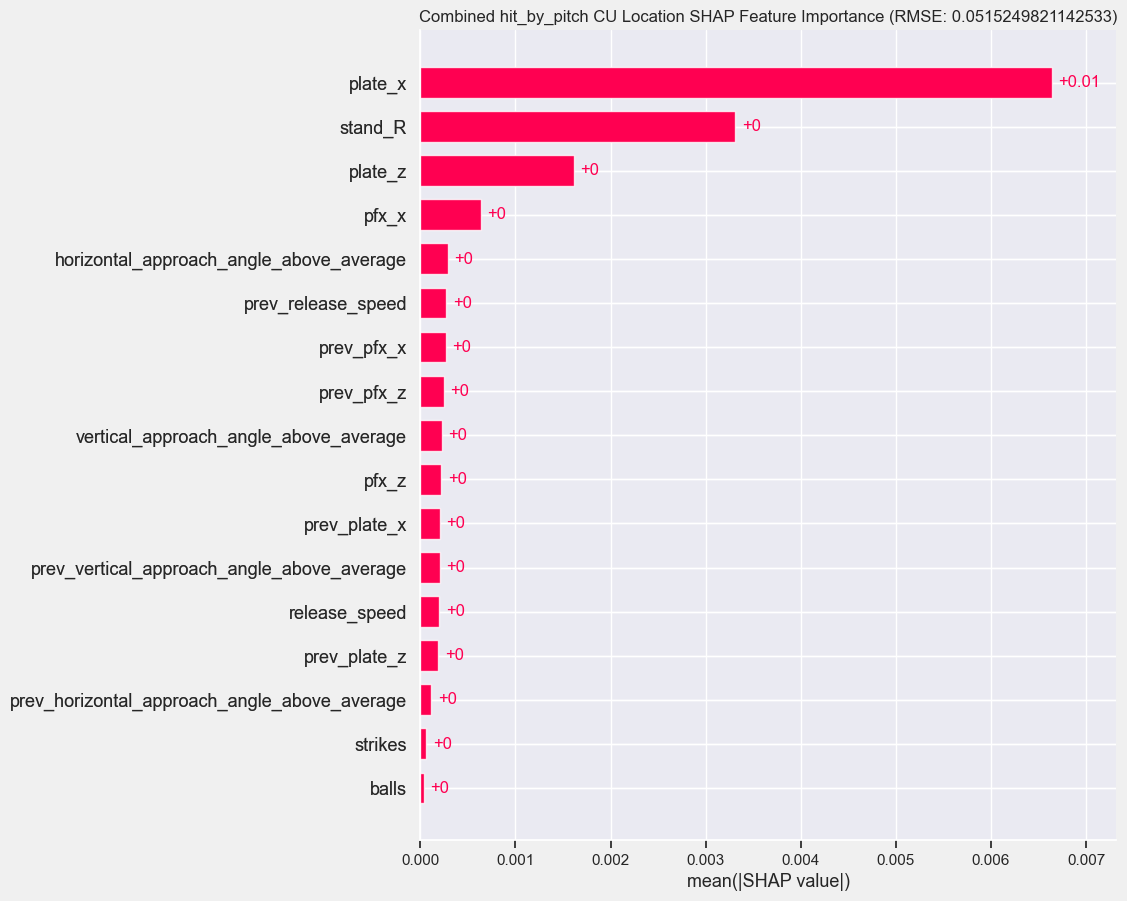 Combined hit_by_pitch CU Location SHAP Feature Importance (RMSE: 0.0515249821142533)
plate_x +0.01
stand_R +0
plate_z +0
pfx_x +0
horizontal_approach_angle_above_average +0
prev_release_speed +0
prev_pfx_x +0
prev_pfx_z +0
vertical_approach_angle_above_average +0
pfx_z +0
prev_plate_x +0
prev_vertical_approach_angle_above_average +0
release_speed +0
prev_plate_z +0
prev_horizontal_approach_angle_above_average +0
strikes +0
balls +0
0.000 0.001 0.002 0.003 0.004 0.005 0.006 0.007
mean(|SHAP value|)